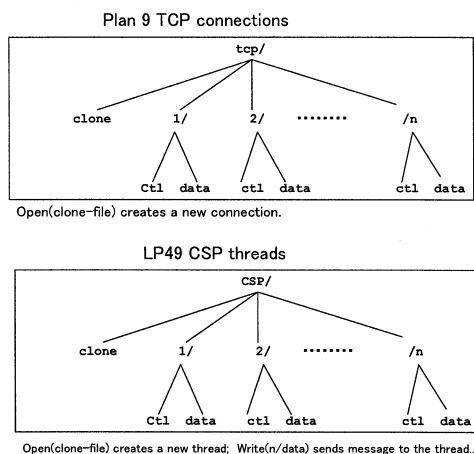 Plan 9 TCP connections
tcp/
clone 1/ 2/ ········ /n
Ctl data ctl data ctl data
Open(clone-file) creates a new connection.
LP49 CSP threads
CSP/
clone 1/ 2/ ········ /n
Ctl data ctl data ctl data
Open(clone-file) creates a new thread; Write(n/data) sends message to the thread.